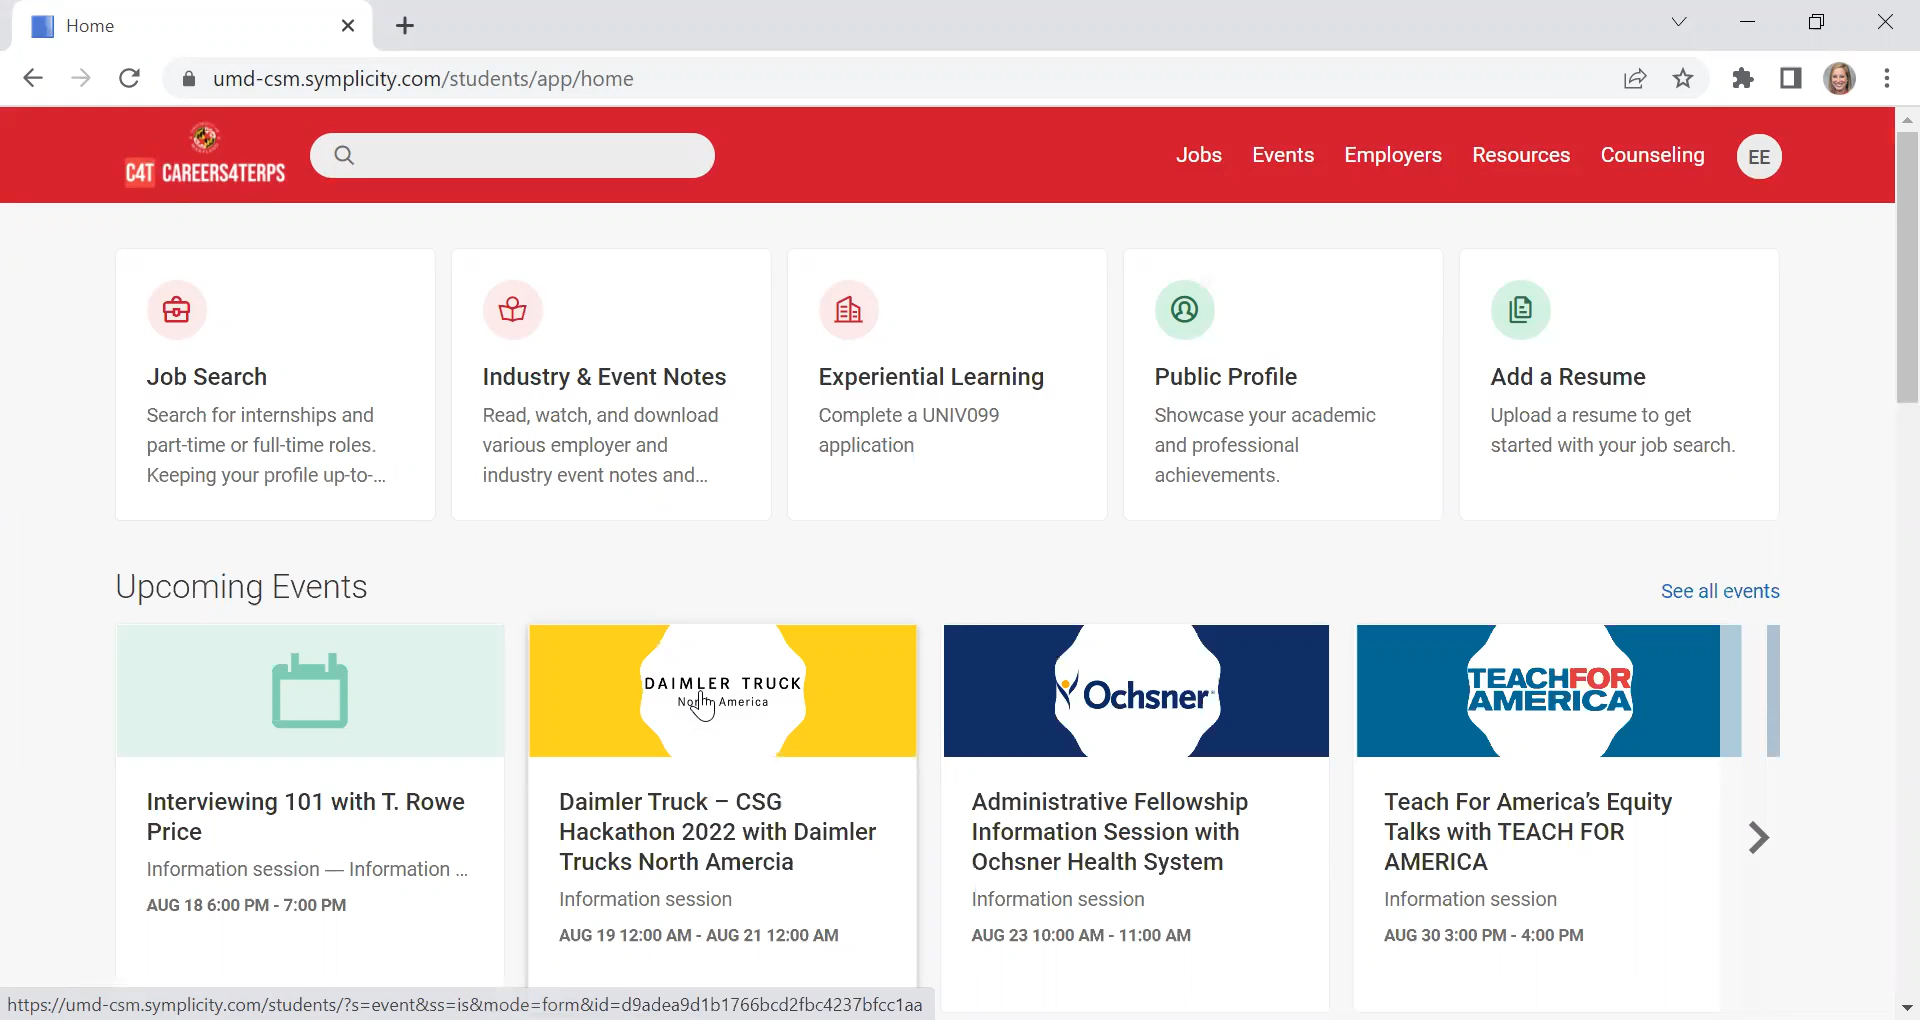 Home
umd-csm.symplicity.com/students/app/home
C4T CAREERS4TERPS
Jobs Events Employers Resources Counseling EE
Job Search
Search for internships and
part-time or full-time roles.
Keeping your profile up-to-...
Industry & Event Notes
Read, watch, and download
various employer and
industry event notes and...
Experiential Learning
Complete a UNIV099
application
Public Profile
Showcase your academic
and professional
achievements.
Add a Resume
Upload a resume to get
started with your job search.
Upcoming Events
See all events
DAIMLER TRUCK
North America
Ochsner
TEACHFOR
AMERICA
Interviewing 101 with T. Rowe
Price
Information session — Information ...
AUG 18 6:00 PM - 7:00 PM
Daimler Truck – CSG
Hackathon 2022 with Daimler
Trucks North Amercia
Information session
AUG 19 12:00 AM - AUG 21 12:00 AM
Administrative Fellowship
Information Session with
Ochsner Health System
Information session
AUG 23 10:00 AM - 11:00 AM
Teach For America’s Equity
Talks with TEACH FOR
AMERICA
Information session
AUG 30 3:00 PM - 4:00 PM
https://umd-csm.symplicity.com/students/?s=event&ss=is&mode=form&id=d9adea9d1b1766bcd2fbc4237bfcc1aa